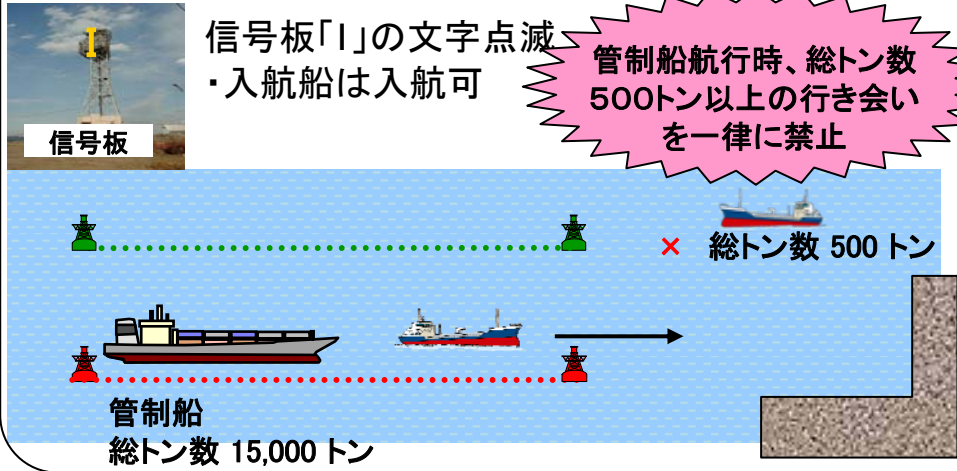 信号板「I」の文字点滅
・入航船は入航可
管制船航行時、総トン数
500トン以上の行き会い
を一律に禁止
I
信号板
× 総トン数 500 トン
管制船
総トン数 15,000 トン